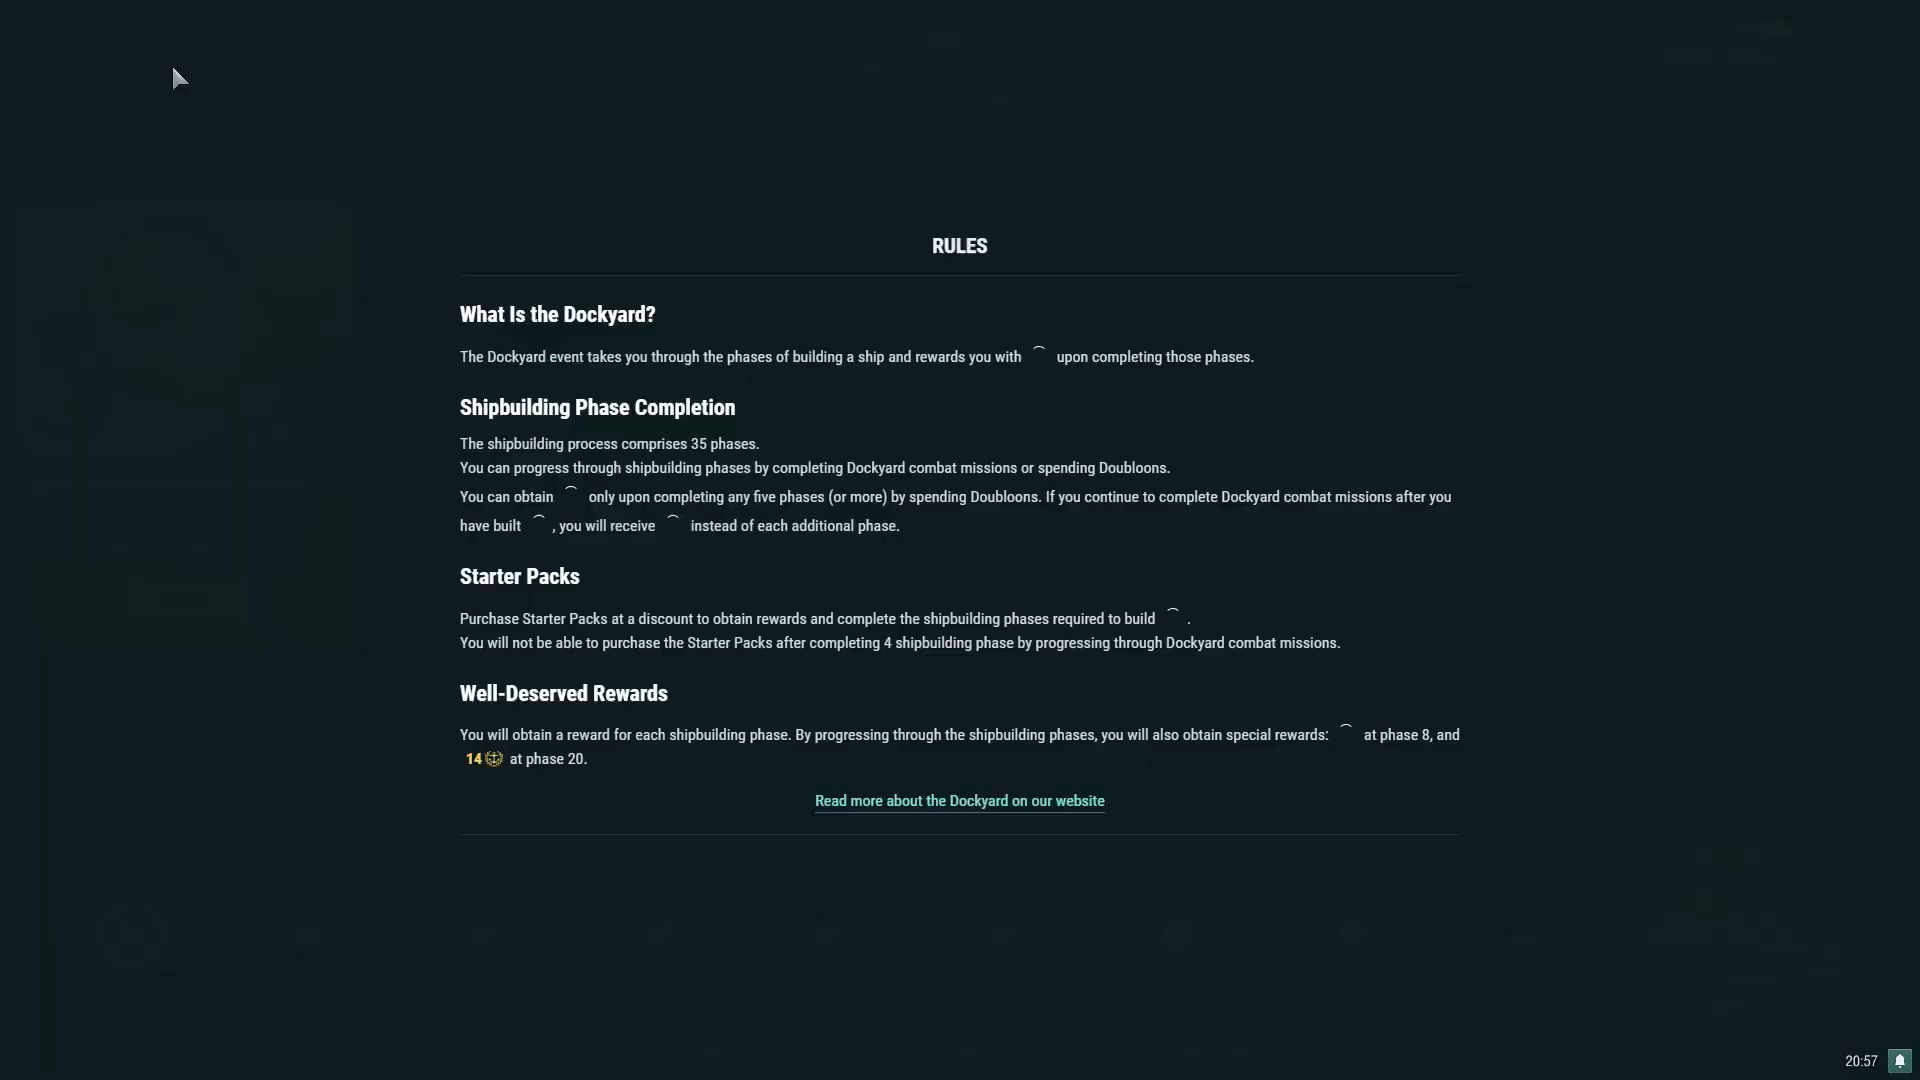 RULES
What Is the Dockyard?
The Dockyard event takes you through the phases of building a ship and rewards you with upon completing those phases.
Shipbuilding Phase Completion
The shipbuilding process comprises 35 phases.
You can progress through shipbuilding phases by completing Dockyard combat missions or spending Doubloons.
You can obtain only upon completing any five phases (or more) by spending Doubloons. If you continue to complete Dockyard combat missions after you
have built , you will receive instead of each additional phase.
Starter Packs
Purchase Starter Packs at a discount to obtain rewards and complete the shipbuilding phases required to build .
You will not be able to purchase the Starter Packs after completing 4 shipbuilding phase by progressing through Dockyard combat missions.
Well-Deserved Rewards
You will obtain a reward for each shipbuilding phase. By progressing through the shipbuilding phases, you will also obtain special rewards: at phase 8, and
14 at phase 20.
Read more about the Dockyard on our website
20:57